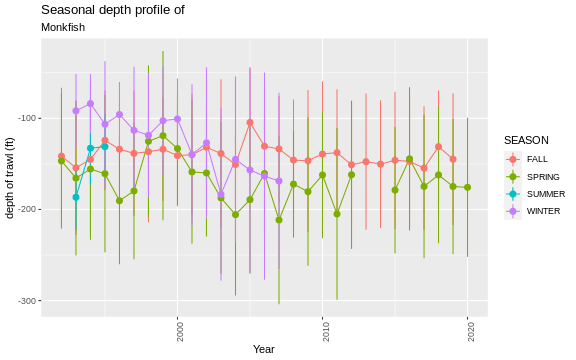 Seasonal depth profile of
Monkfish
depth of trawl (ft)
-100
-200
-300
2000
2010
2020
Year
SEASON
FALL
SPRING
SUMMER
WINTER